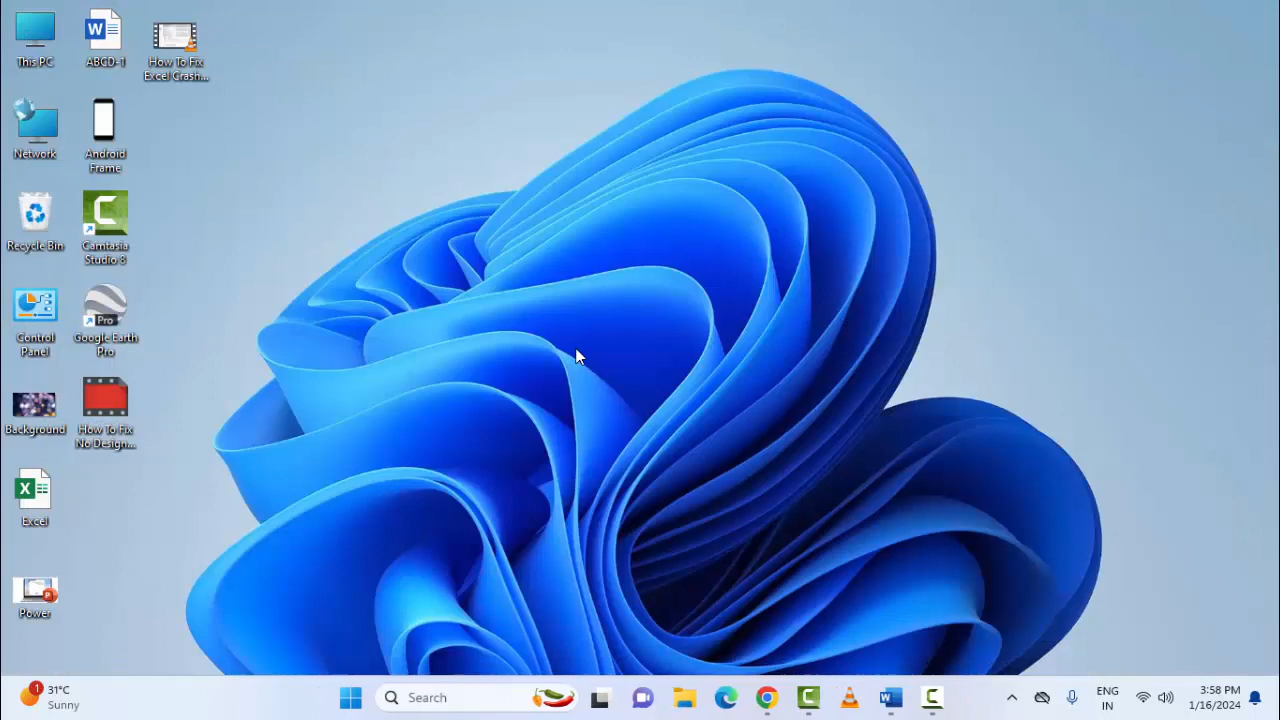 This PC
ABCD-1
How To Fix
Excel Crash...
Network
Android
Frame
Recycle Bin
Camtasia
Studio 8
Control
Panel
Pro
Google Earth
Pro
Background
How To Fix
No Design...
Excel
Power
1
31°C
Sunny
Search
ENG
IN
3:58 PM
1/16/2024